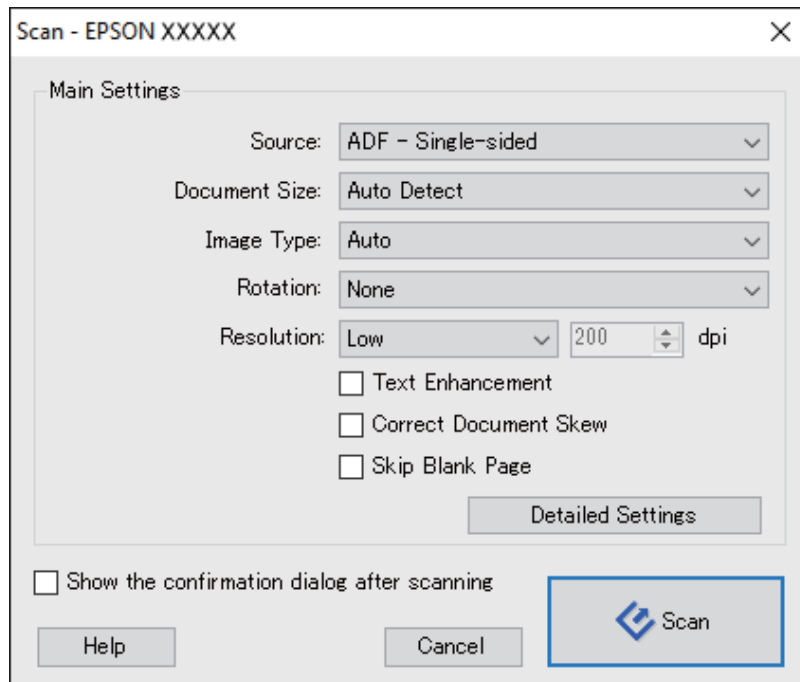 Scan - EPSON XXXXX
Main Settings
Source: ADF - Single-sided
Document Size: Auto Detect
Image Type: Auto
Rotation: None
Resolution: Low 200 dpi
Text Enhancement
Correct Document Skew
Skip Blank Page
Detailed Settings
Show the confirmation dialog after scanning
Scan
Help Cancel